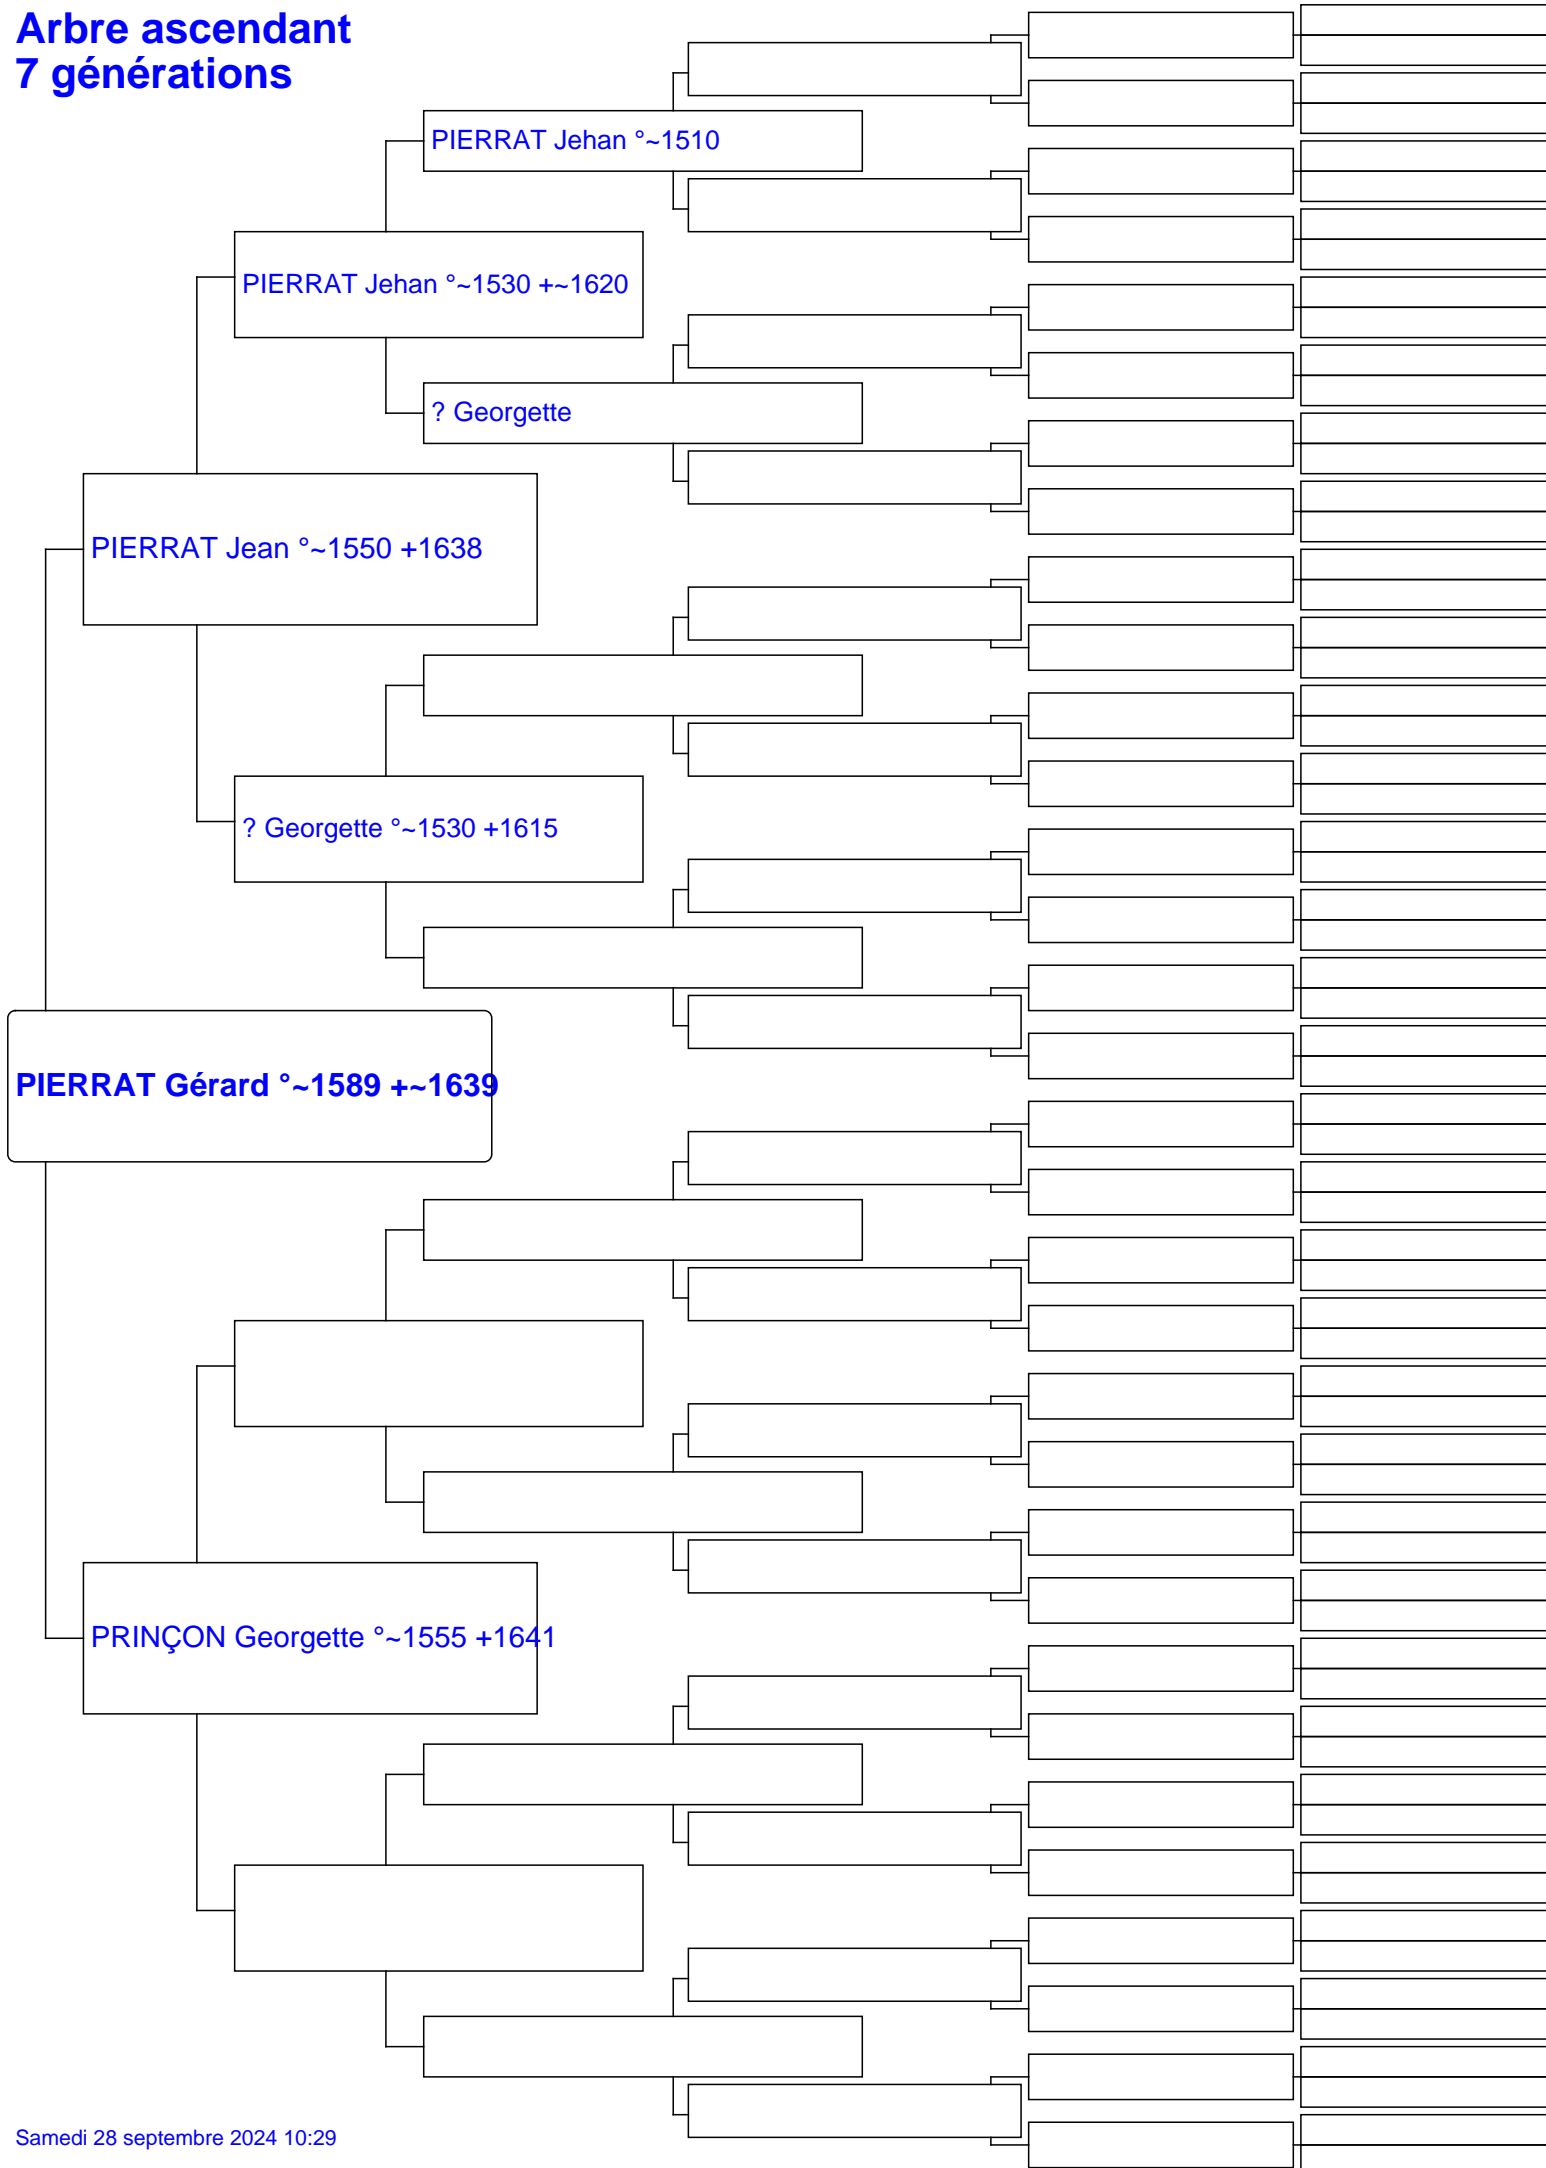 Arbre ascendant
7 générations
PIERRAT Jehan °~1510
PIERRAT Jehan °~1530 +~1620
? Georgette
PIERRAT Jean °~1550 +1638
? Georgette °~1530 +1615
PIERRAT Gérard °~1589 +~1639
PRINÇON Georgette °~1555 +1641
Samedi 28 septembre 2024 10:29